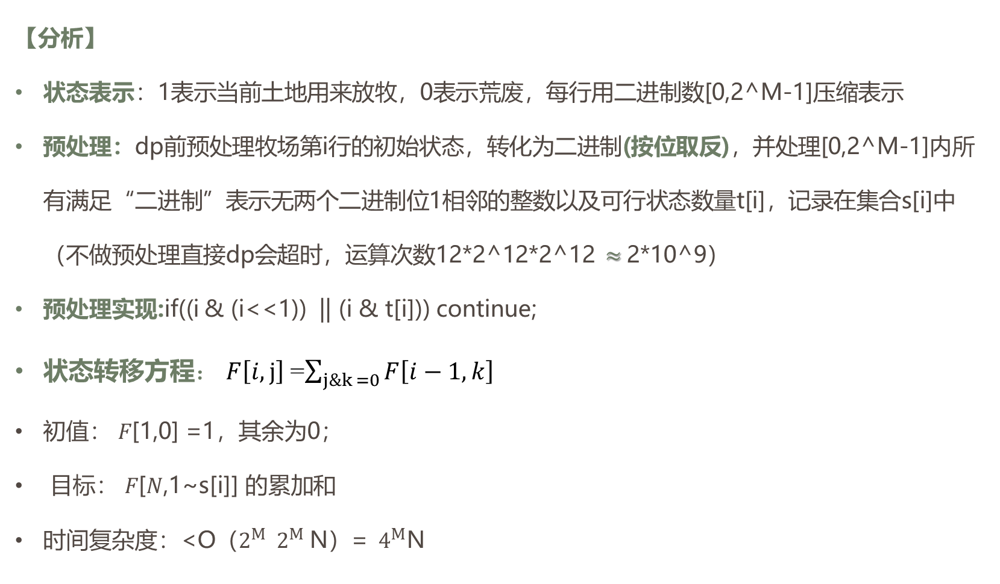 【分析】
• 状态表示：1表示当前土地用来放牧，0表示荒废，每行用二进制数[0,2^M-1]压缩表示
• 预处理：dp前预处理牧场第i行的初始状态，转化为二进制(按位取反)，并处理[0,2^M-1]内所
有满足“二进制”表示无两个二进制位1相邻的整数以及可行状态数量t[i]，记录在集合s[i]中
（不做预处理直接dp会超时，运算次数12*2^12*2^12 ≈ 2*10^9）
• 预处理实现:if((i & (i<<1)) || (i & t[i])) continue;
• 状态转移方程： F[i,j] =∑j&k =0 F[i − 1, k]
• 初值： F[1,0] =1，其余为0；
• 目标： F[N,1~s[i]] 的累加和
• 时间复杂度：<O（2^M 2^M N）= 4^M N